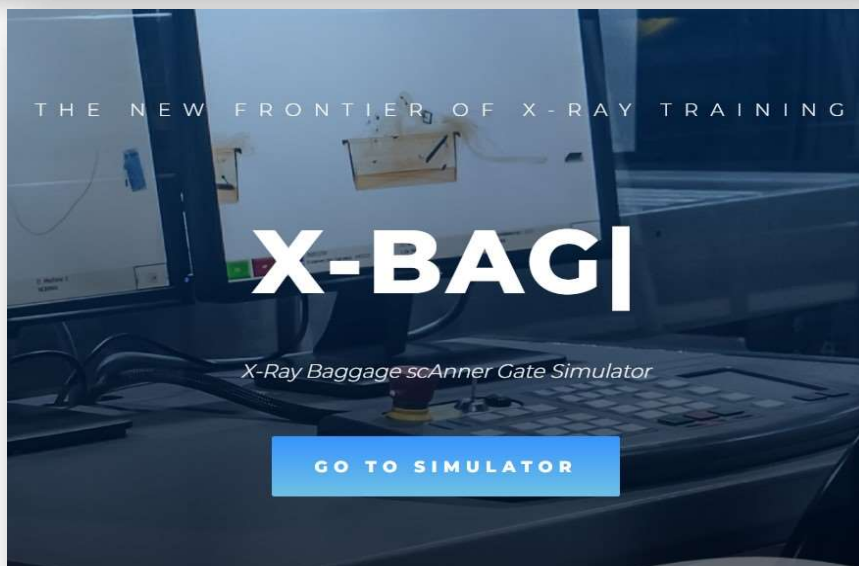 THE NEW FRONTIER OF X-RAY TRAINING
X-BAG|
X-Ray Baggage scAnner Gate Simulator
GO TO SIMULATOR